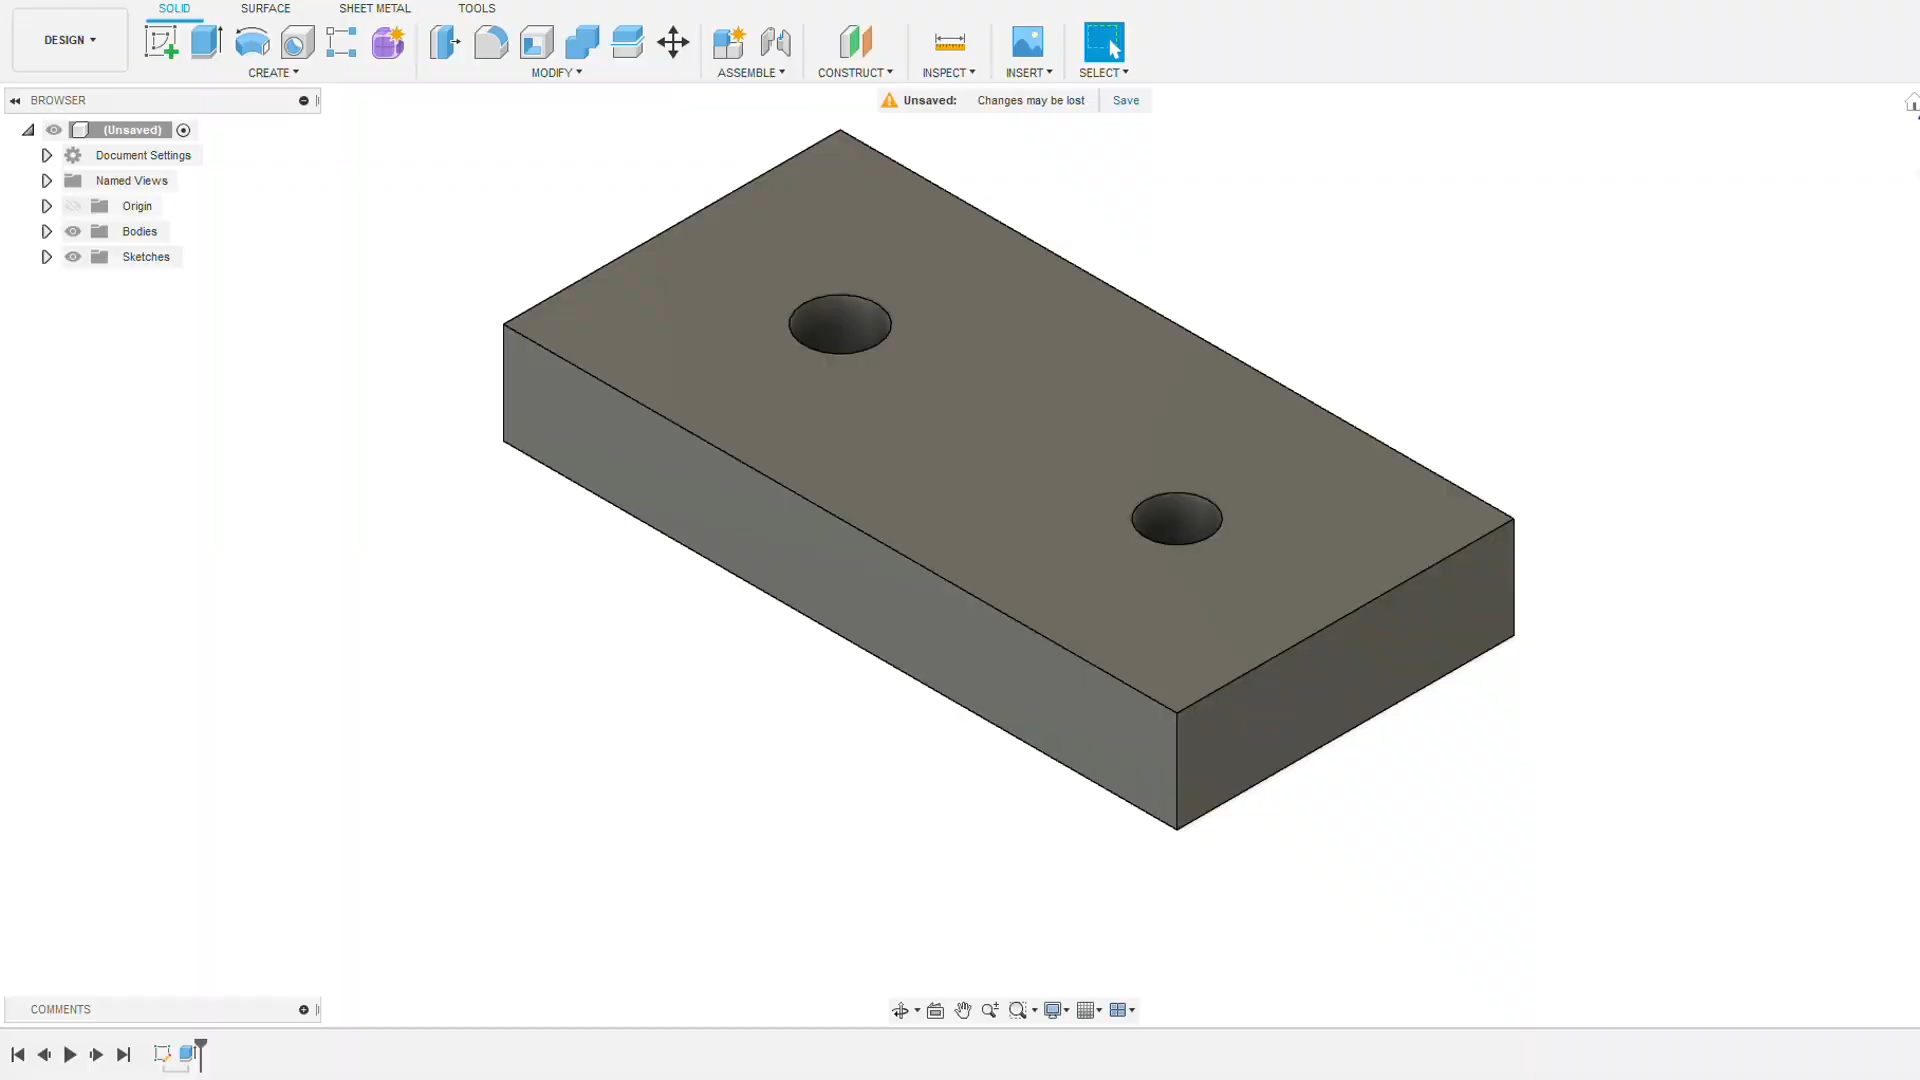 SOLID SURFACE SHEET METAL TOOLS
DESIGN
CREATE MODIFY ASSEMBLE CONSTRUCT INSPECT INSERT SELECT
BROWSER
Unsaved: Changes may be lost Save
(Unsaved)
Document Settings
Named Views
Origin
Bodies
Sketches
COMMENTS